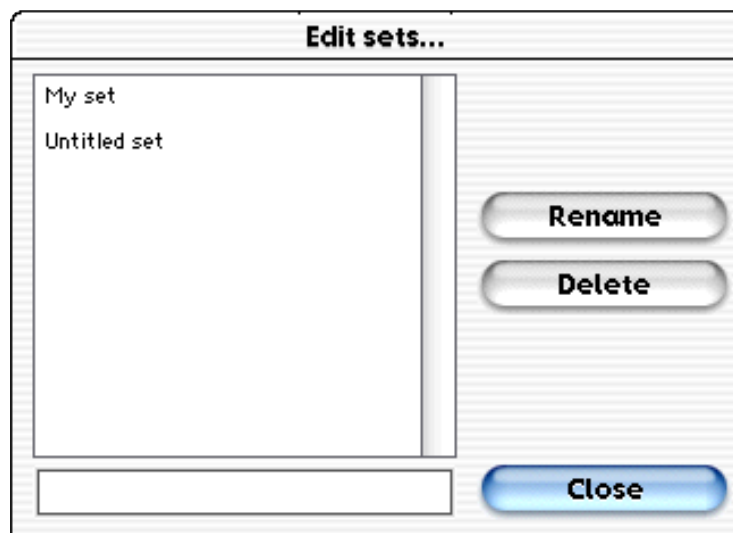 Edit sets...
My set
Untitled set
Rename
Delete
Close